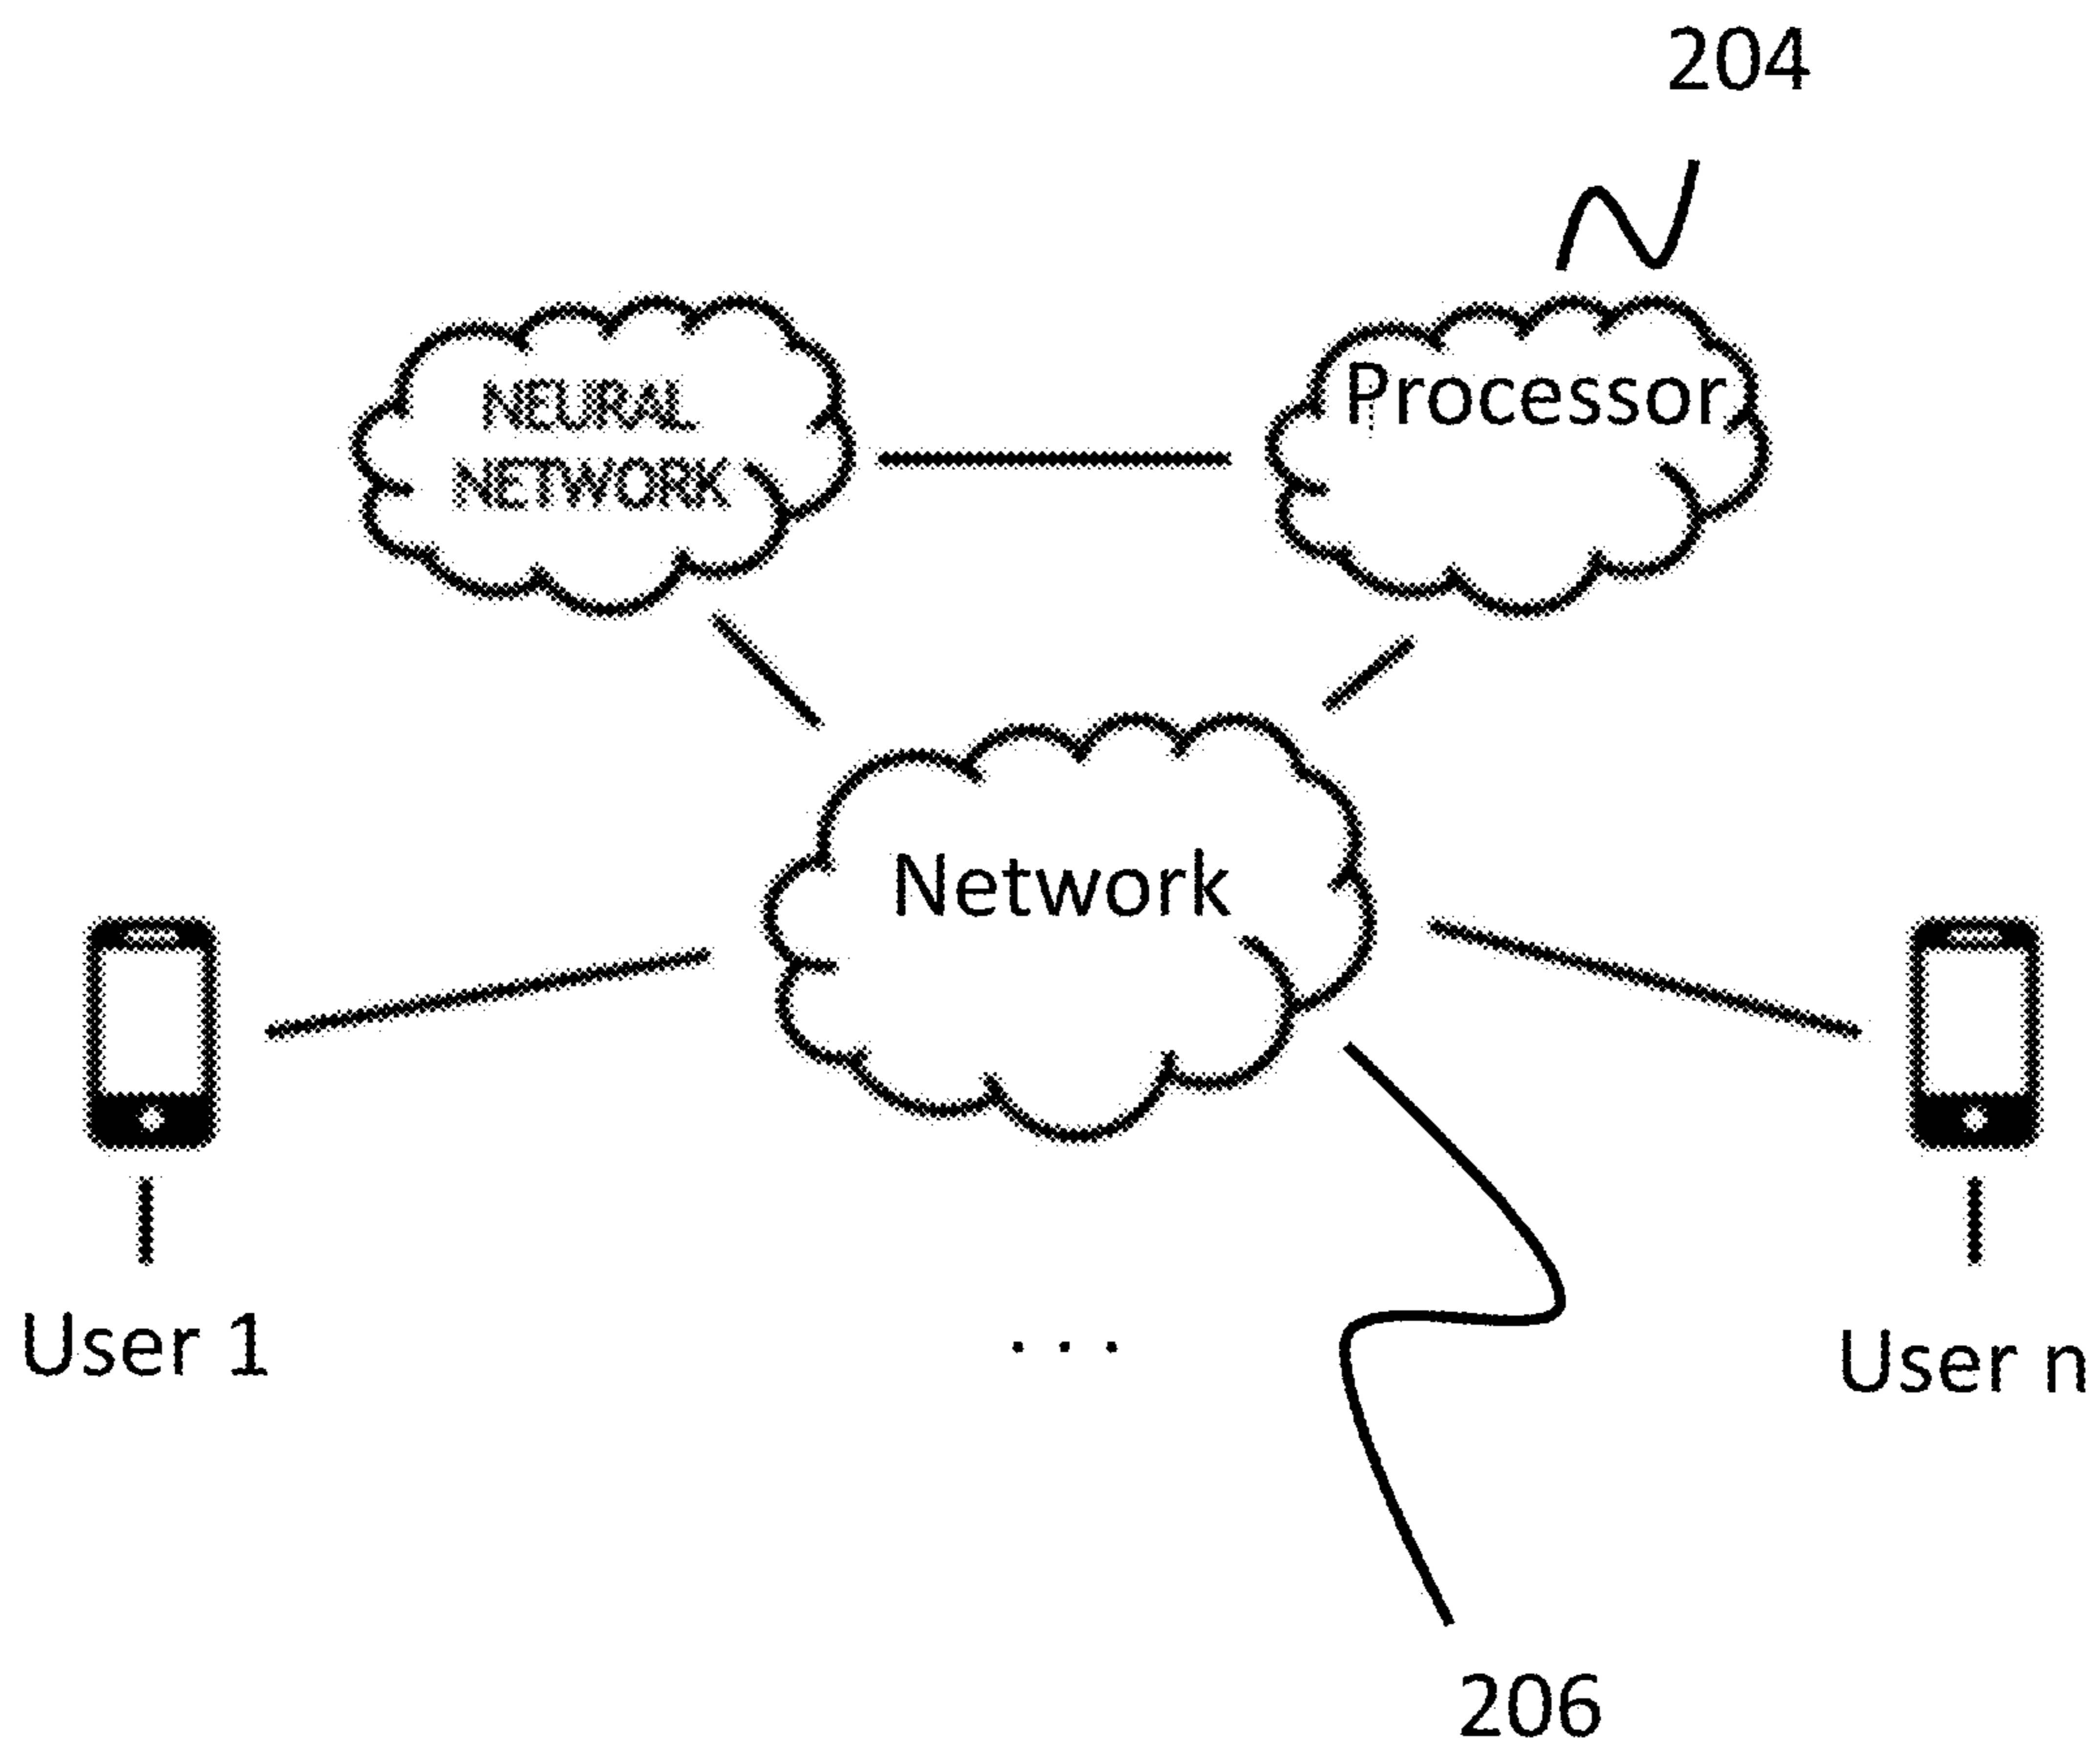 204
NEURAL
NETWORK
Processor
Network
User 1
. . .
User n
206